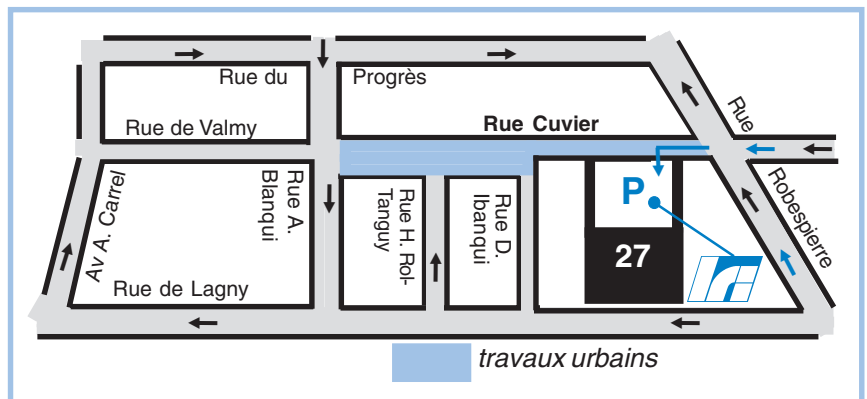 Rue du
Progrès
Rue de Valmy
Rue Cuvier
Rue
Robespierre
Av A. Carrel
Rue A.
Blanqui
Rue H. Rol-
Tanguy
Rue D.
Ibanqui
P
27
Rue de Lagny
travaux urbains